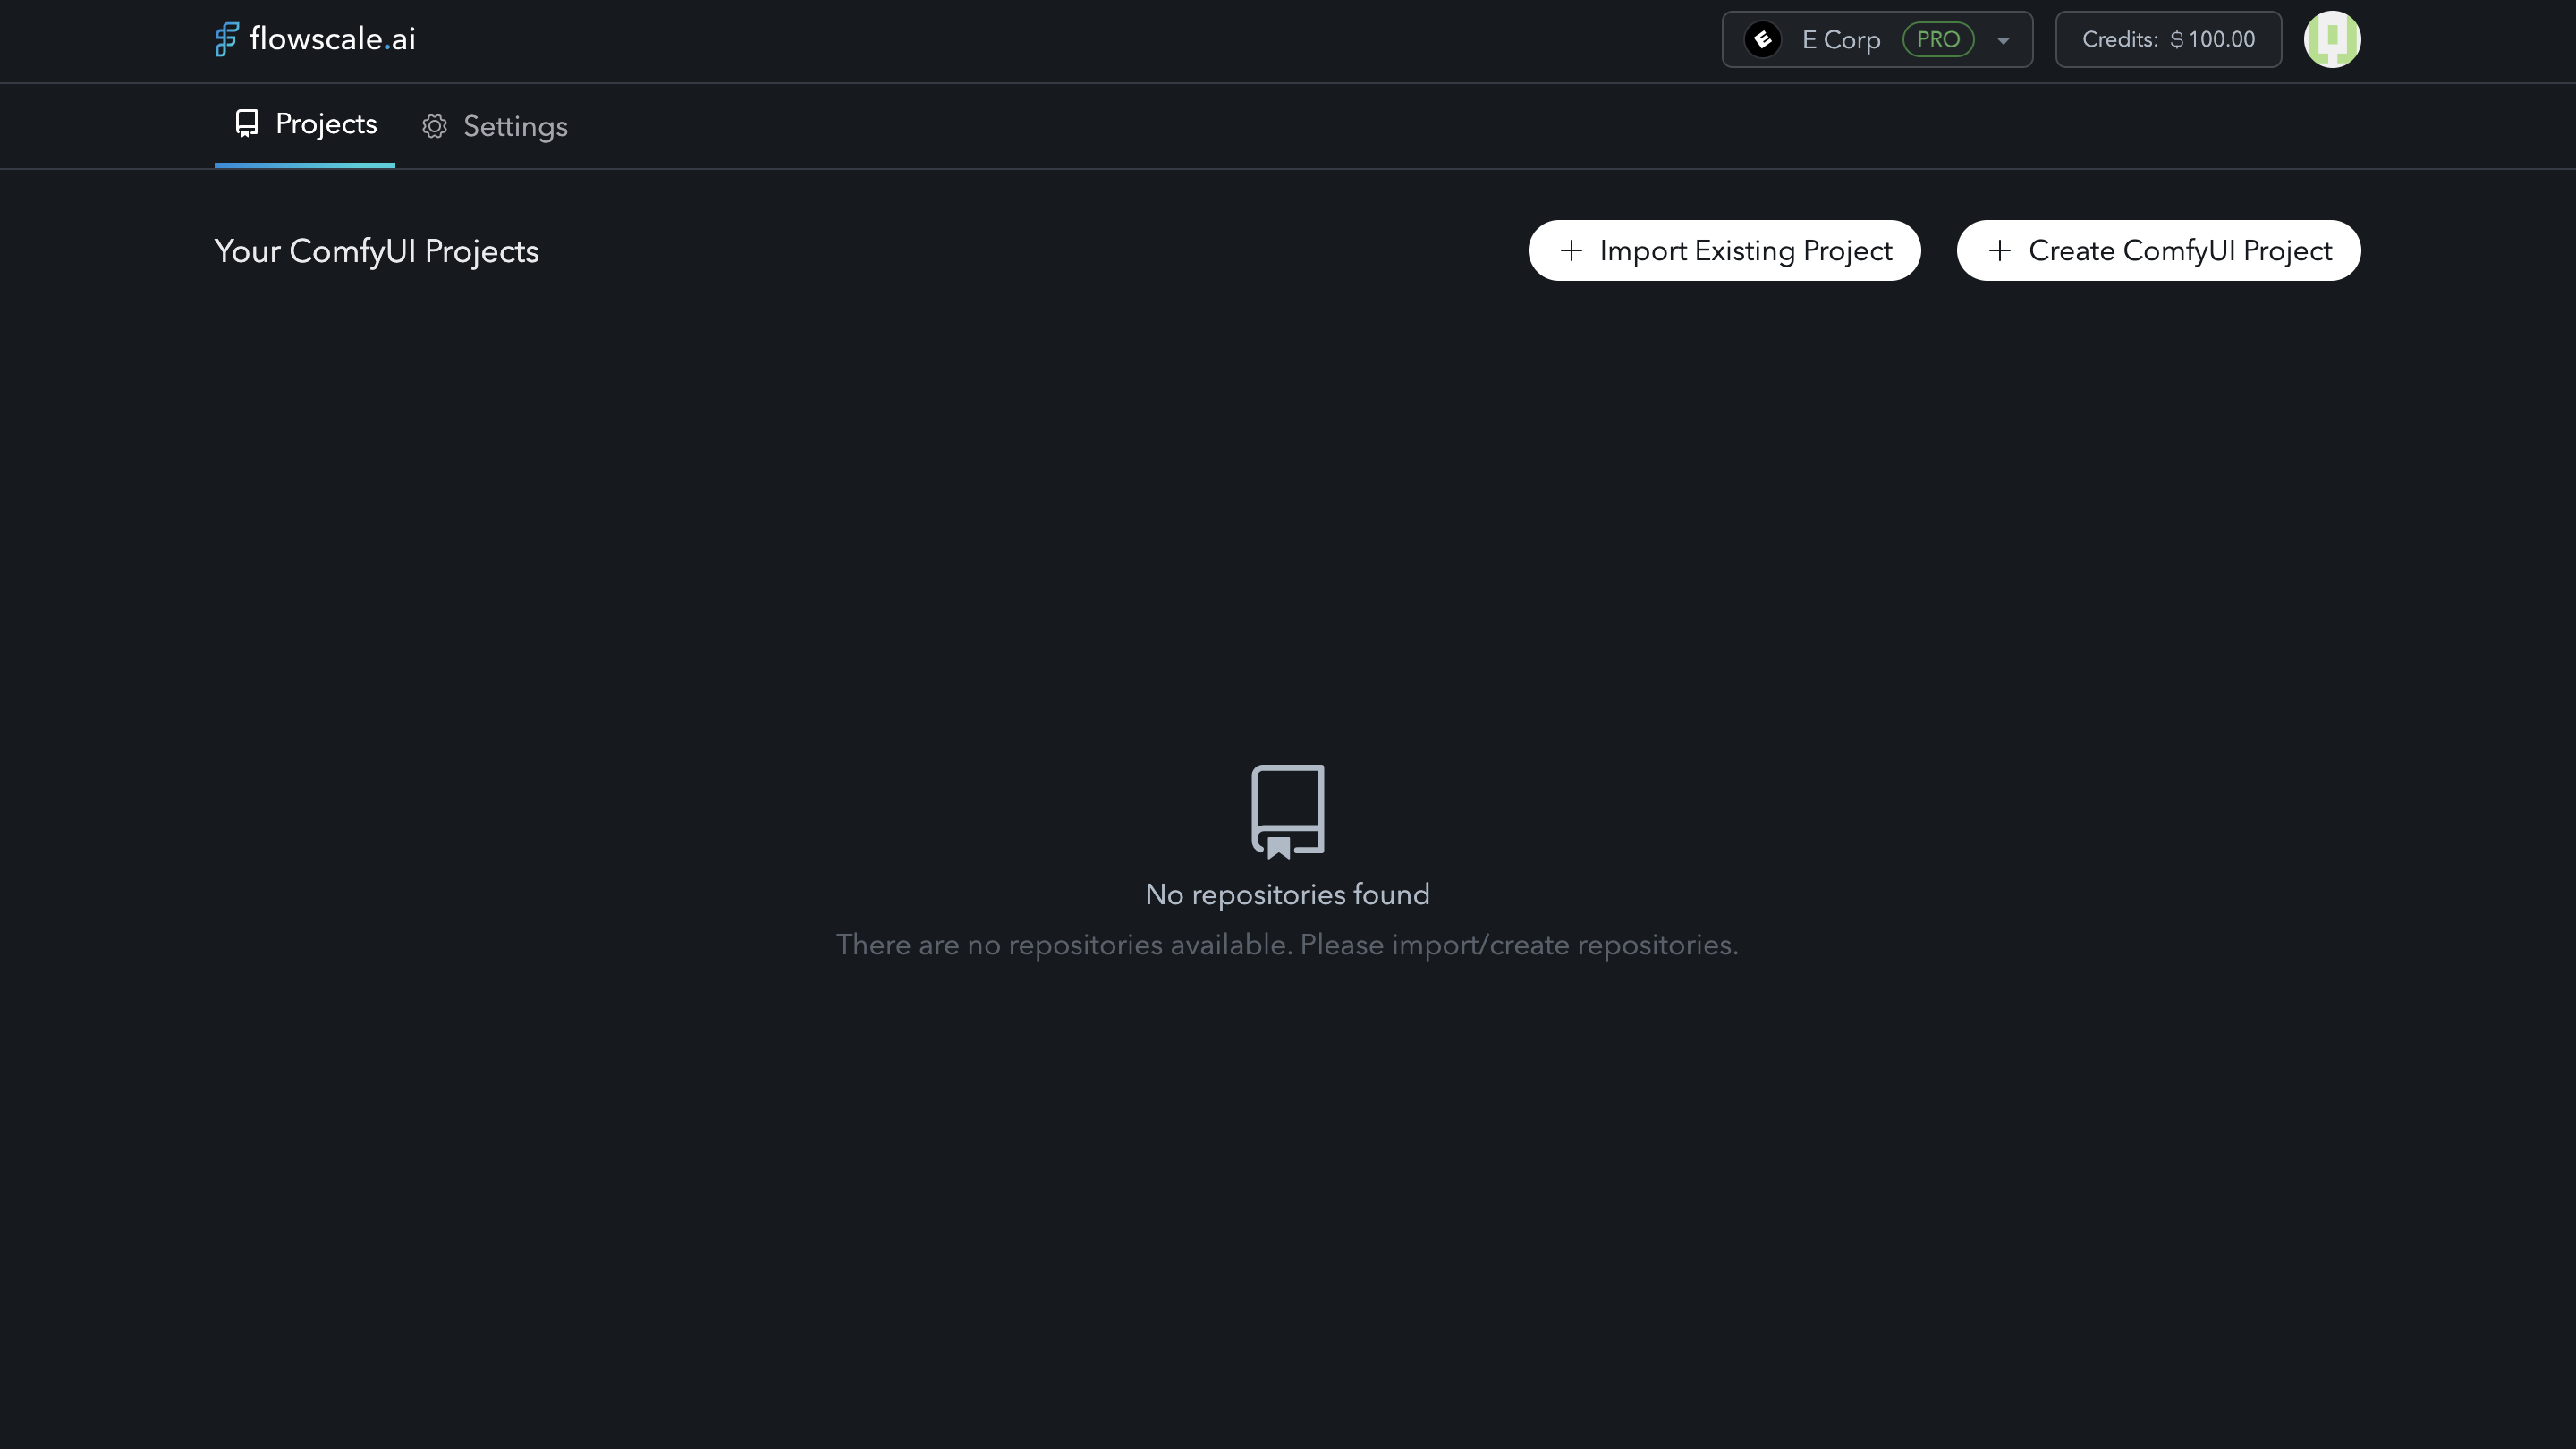 flowscale.ai
E Corp PRO Credits: $100.00
Projects Settings
Your ComfyUI Projects
+ Import Existing Project
+ Create ComfyUI Project
No repositories found
There are no repositories available. Please import/create repositories.